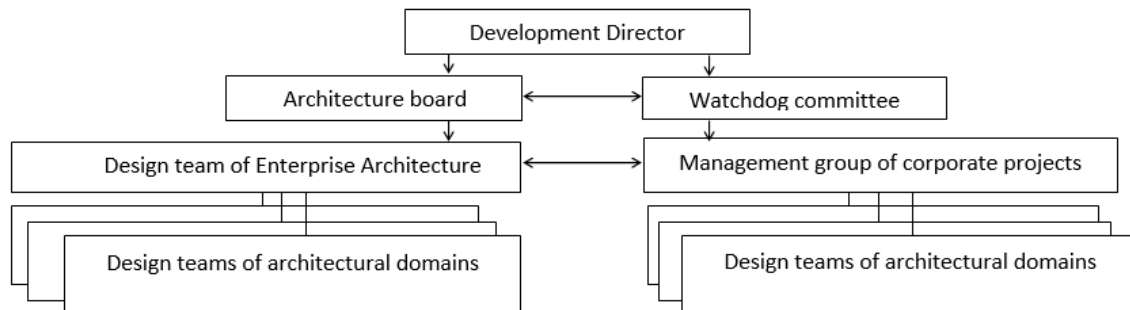 Development Director
Architecture board
Watchdog committee
Design team of Enterprise Architecture
Management group of corporate projects
Design teams of architectural domains
Design teams of architectural domains